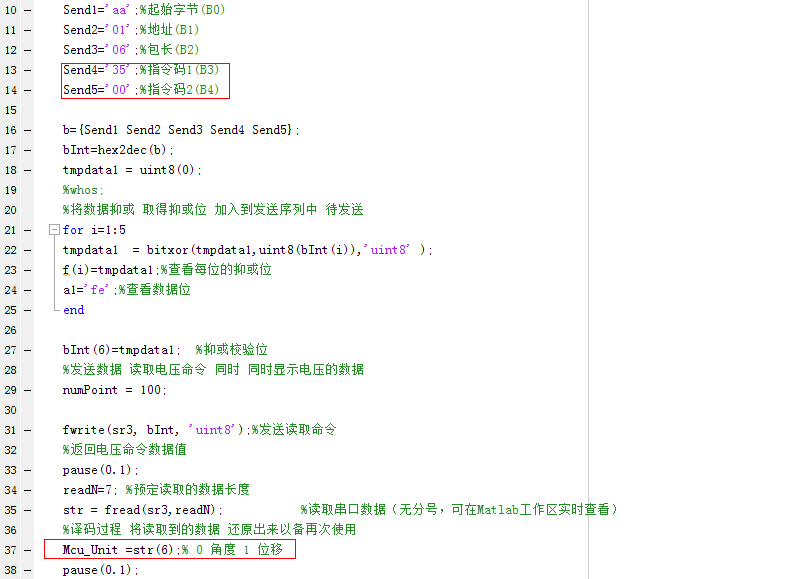 10 － Send1='aa';%起始字节(B0)
11 － Send2='01';%地址(B1)
12 － Send3='06';%包长(B2)
13 － Send4='35';%指令码1(B3)
14 － Send5='00';%指令码2(B4)
15
16 － b={Send1 Send2 Send3 Send4 Send5};
17 － bInt=hex2dec(b);
18 － tmpdata1 = uint8(0);
19 %whos;
20 %将数据抑或 取得抑或位 加入到发送序列中 待发送
21 － for i=1:5
22 － tmpdata1 = bitxor(tmpdata1,uint8(bInt(i)),'uint8' );
23 － f(i)=tmpdata1;%查看每位的抑或位
24 － a1='fe';%查看数据位
25 － end
26
27 － bInt(6)=tmpdata1; %抑或校验位
28 %发送数据 读取电压命令 同时 同时显示电压的数据
29 － numPoint = 100;
30
31 － fwrite(sr3, bInt, 'uint8');%发送读取命令
32 %返回电压命令数据值
33 － pause(0.1);
34 － readN=7; %预定读取的数据长度
35 － str = fread(sr3,readN); %读取串口数据（无分号，可在Matlab工作区实时查看）
36 %译码过程 将读取到的数据 还原出来以备再次使用
37 － Mcu_Unit =str(6);% 0 角度 1 位移
38 － pause(0.1);